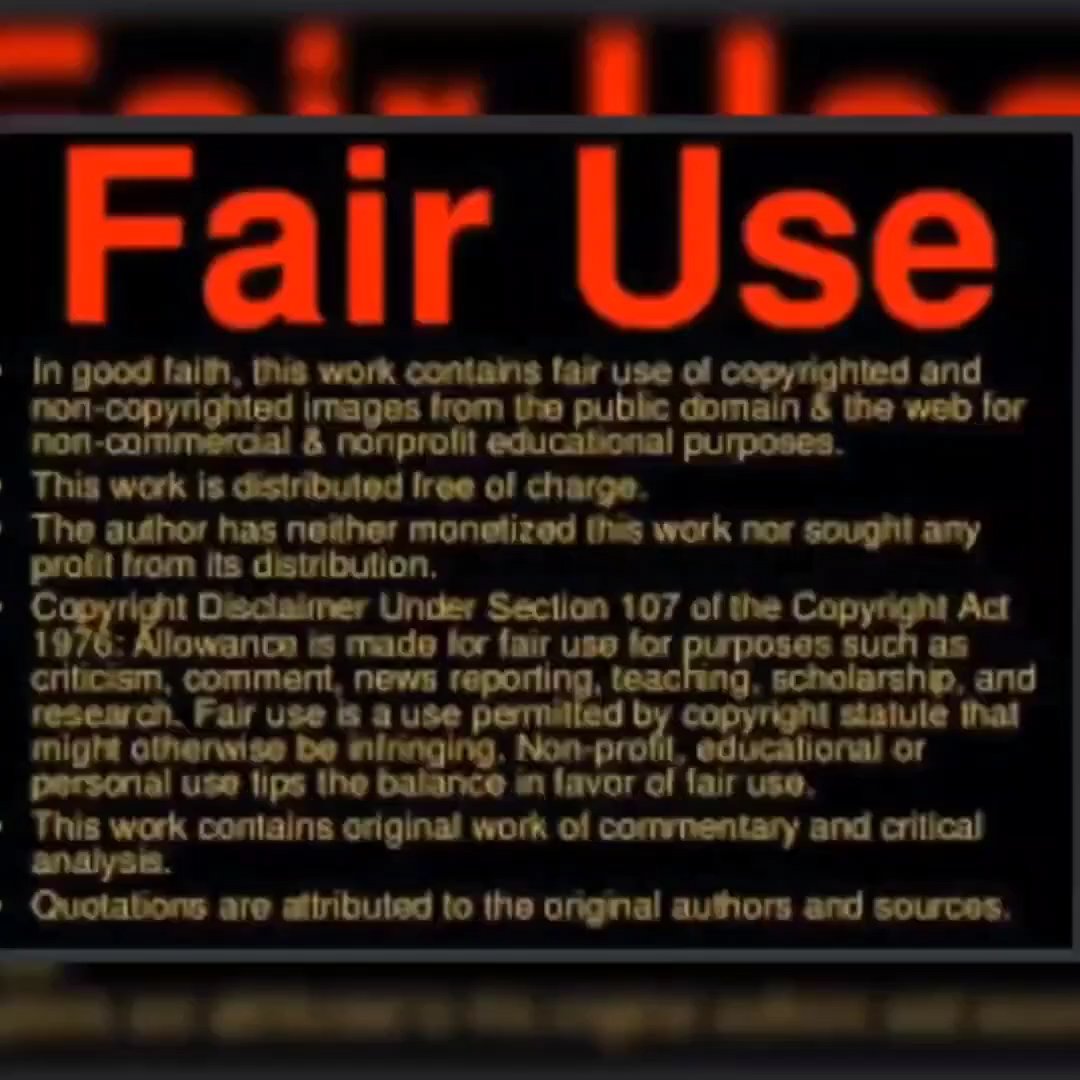 Fair Use
In good faith, this work contains fair use of copyrighted and
non-copyrighted images from the public domain & the web for
non-commercial & nonprofit educational purposes.
This work is distributed free of charge.
The author has neither monetized this work nor sought any
profit from its distribution.
Copyright Disclaimer Under Section 107 of the Copyright Act
1976: Allowance is made for fair use for purposes such as
criticism, comment, news reporting, teaching, scholarship, and
research. Fair use is a use permitted by copyright statute that
might otherwise be infringing. Non-profit, educational or
personal use tips the balance in favor of fair use.
This work contains original work of commentary and critical
analysis.
Quotations are attributed to the original authors and sources.